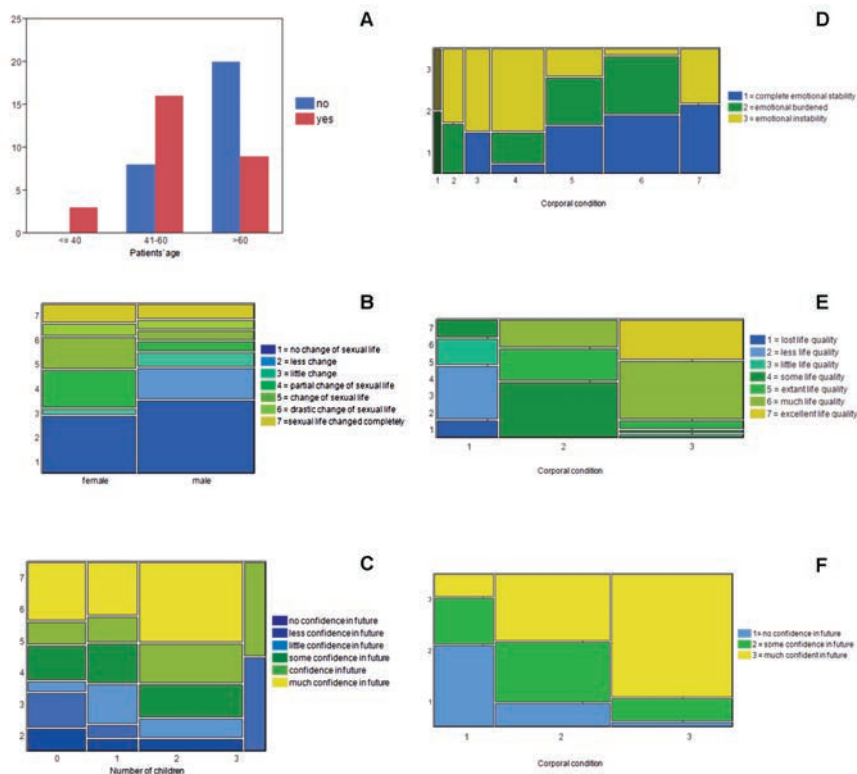 A
25
20
15
10
5
0
no
yes
<= 40
41-60
>60
Patients' age
B
7
6
5
4
3
2
1
female
male
1 = no change of sexual life
2 = less change
3 = little change
4 = partial change of sexual life
5 = change of sexual life
6 = drastic change of sexual life
7 =sexual life changed completely
C
7
6
5
4
3
2
0
1
2
3
Number of children
no confidence in future
less confidence in future
little confidence in future
some confidence in future
confidence in future
much confidence in future
D
3
2
1
1
2
3
4
5
6
7
Corporal condition
1 = complete emotional stability
2 = emotional burdened
3 = emotional instability
E
7
6
5
4
3
2
1
1
2
3
Corporal condition
1 = lost life quality
2 = less life quality
3 = little life quality
4 = some life quality
5 = extant life quality
6 = much life quality
7 = excellent life quality
F
3
2
1
1
2
3
Corporal condition
1= no confidence in future
2 = some confidence in future
3 = much confident in future